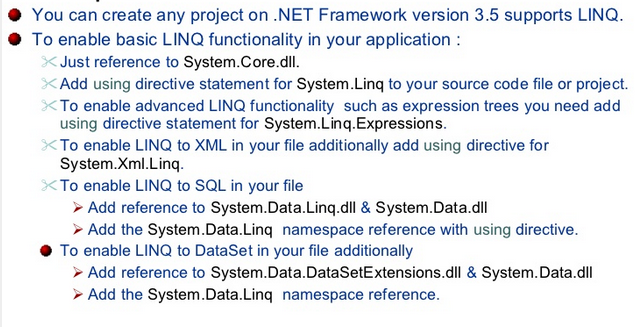 You can create any project on .NET Framework version 3.5 supports LINQ.
To enable basic LINQ functionality in your application :
Just reference to System.Core.dll.
Add using directive statement for System.Linq to your source code file or project.
To enable advanced LINQ functionality such as expression trees you need add
using directive statement for System.Linq.Expressions.
To enable LINQ to XML in your file additionally add using directive for
System.Xml.Linq.
To enable LINQ to SQL in your file
Add reference to System.Data.Linq.dll & System.Data.dll
Add the System.Data.Linq namespace reference with using directive.
To enable LINQ to DataSet in your file additionally
Add reference to System.Data.DataSetExtensions.dll & System.Data.dll
Add the System.Data.Linq namespace reference.